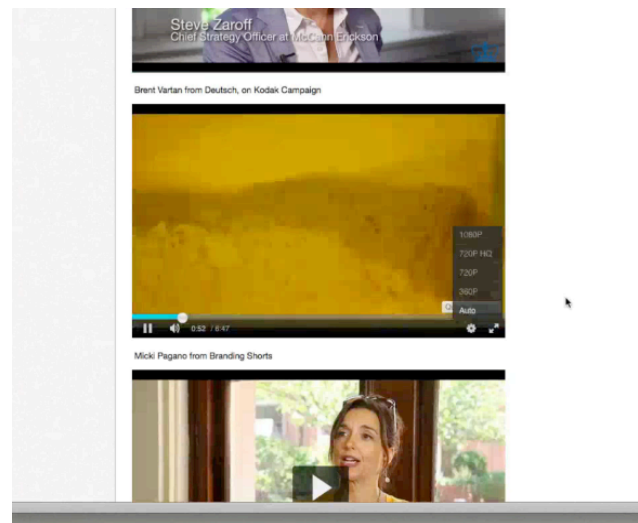 Steve Zaroff
Chief Strategy Officer at McCann Erickson
Brent Vartan from Deutsch, on Kodak Campaign
1080P
720P HQ
720P
360P
Auto
0:52 / 6:47
Micki Pagano from Branding Shorts